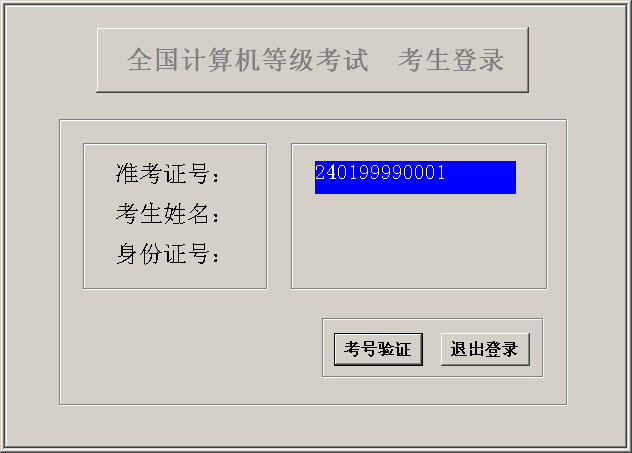 全国计算机等级考试 考生登录
准考证号： 240199990001
考生姓名：
身份证号：
考号验证 退出登录